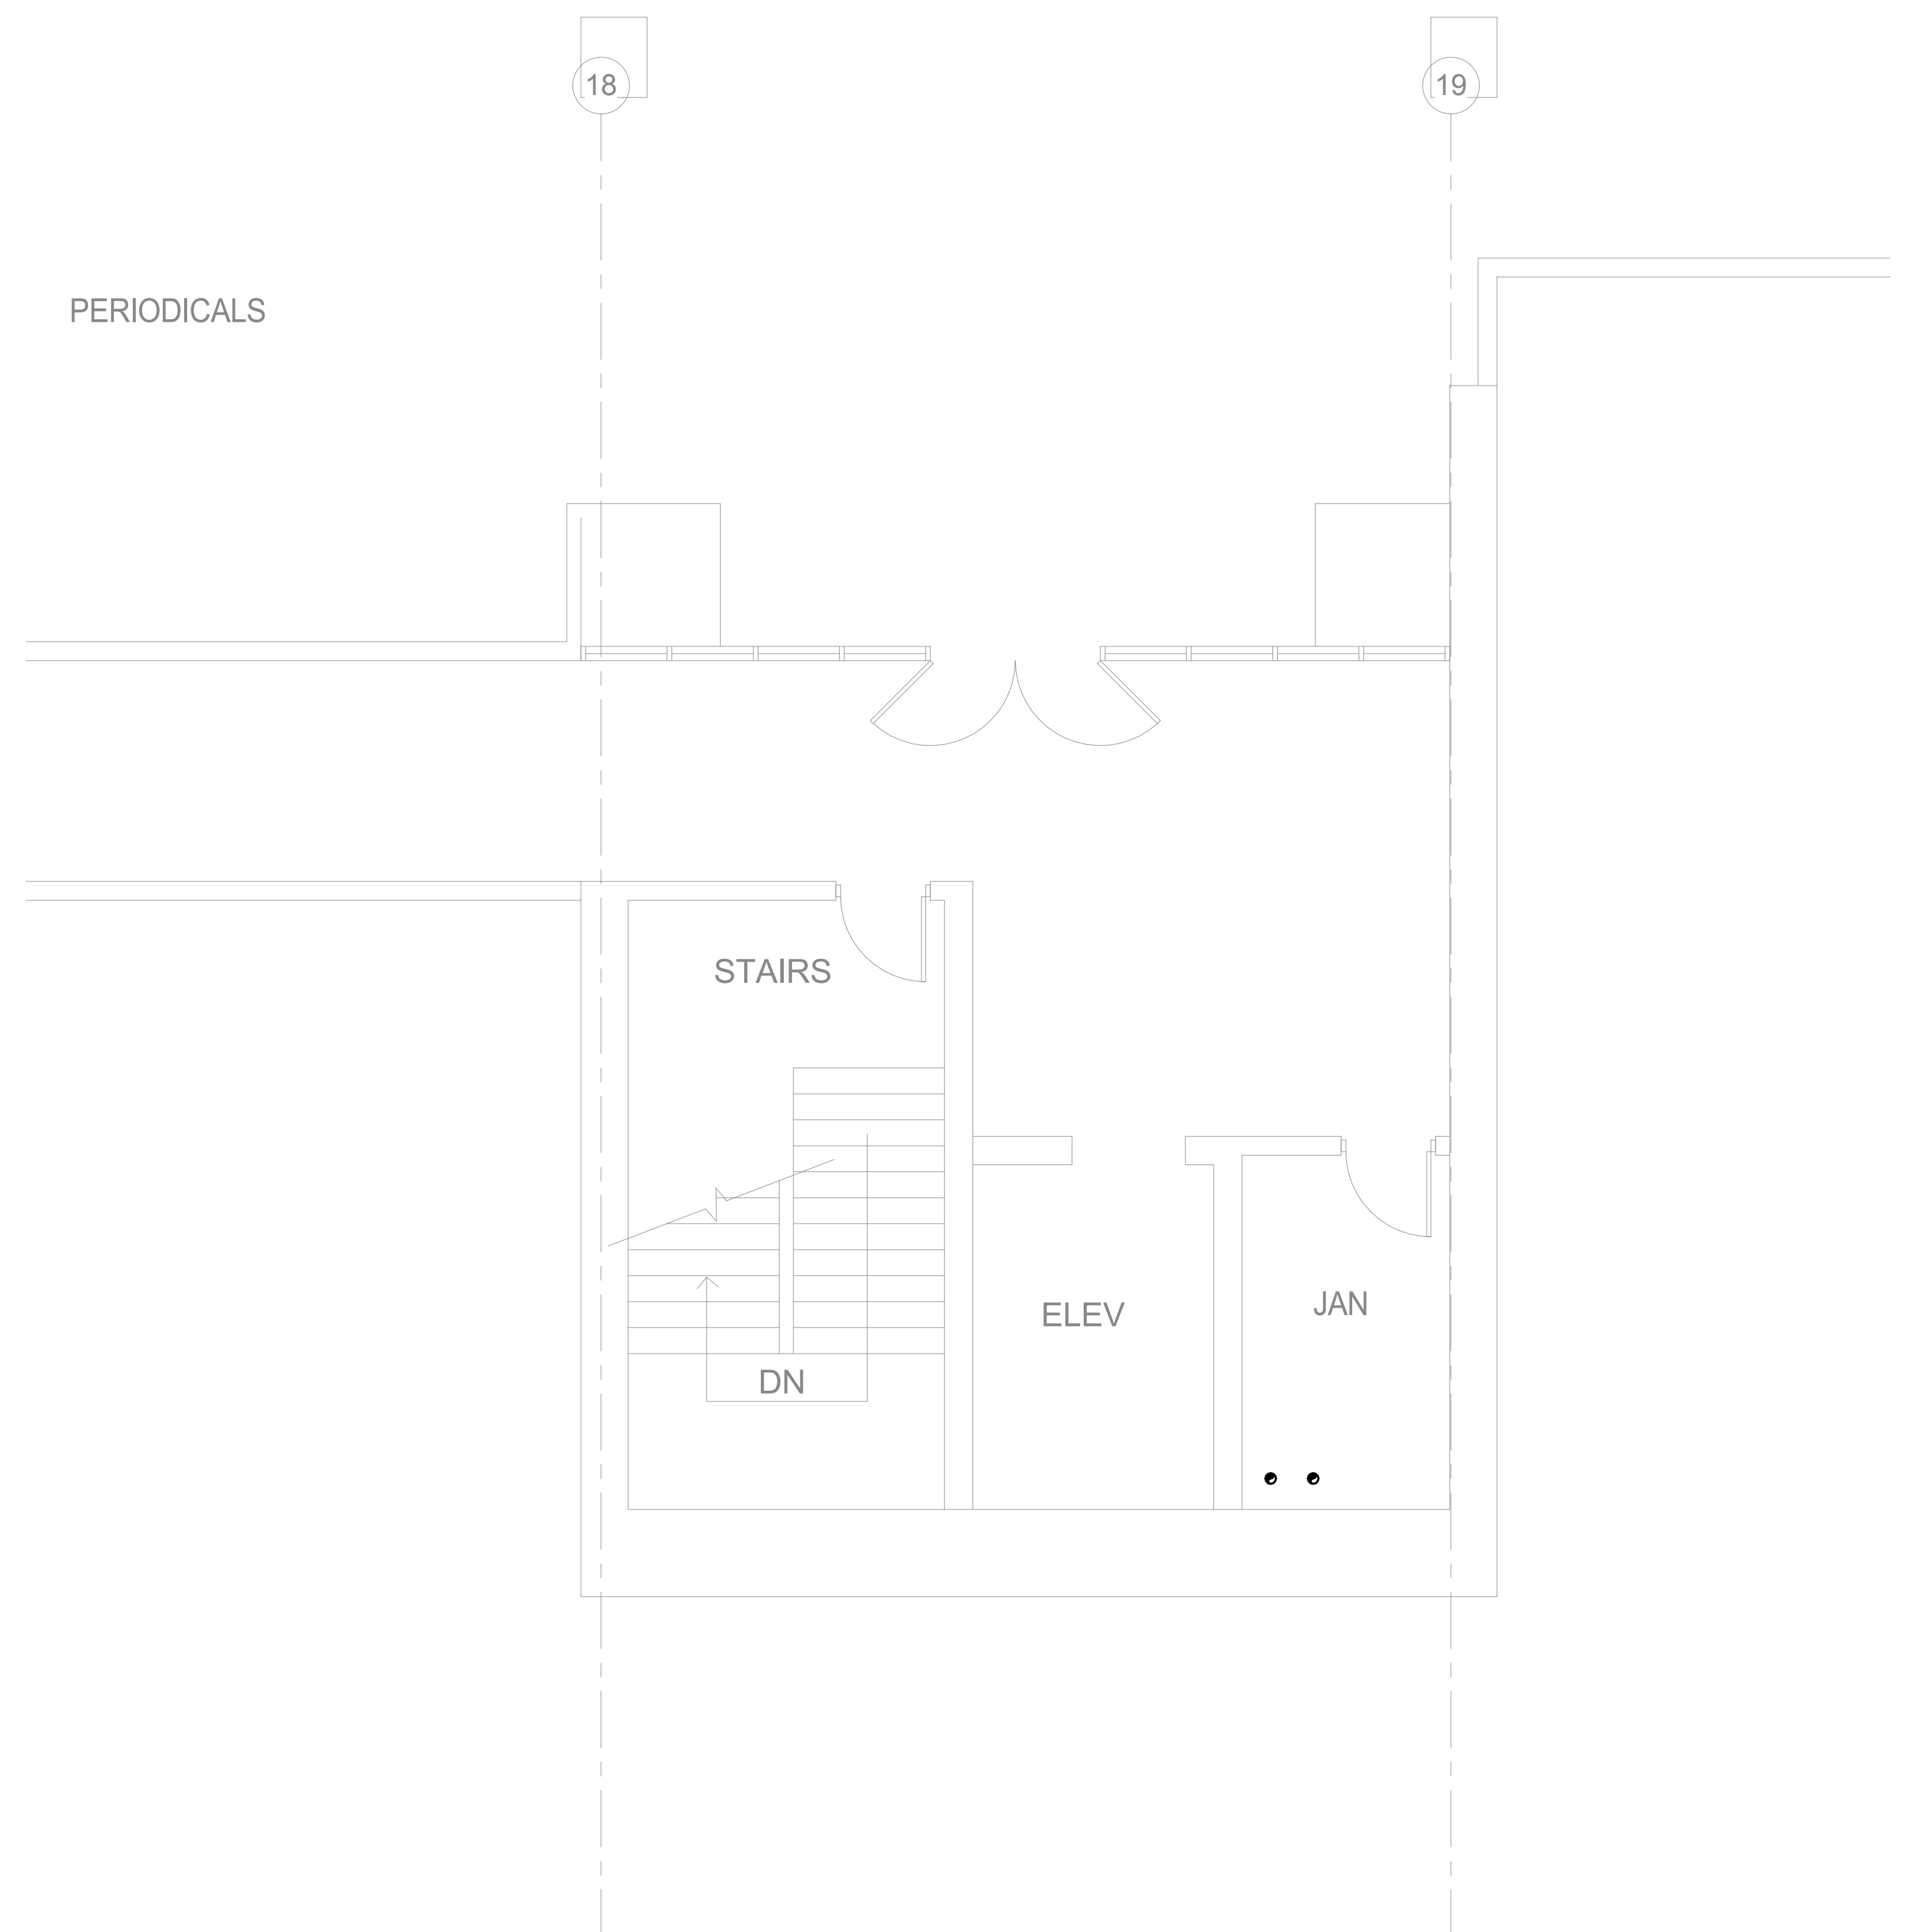 18
19
PERIODICALS
STAIRS
ELEV
JAN
DN